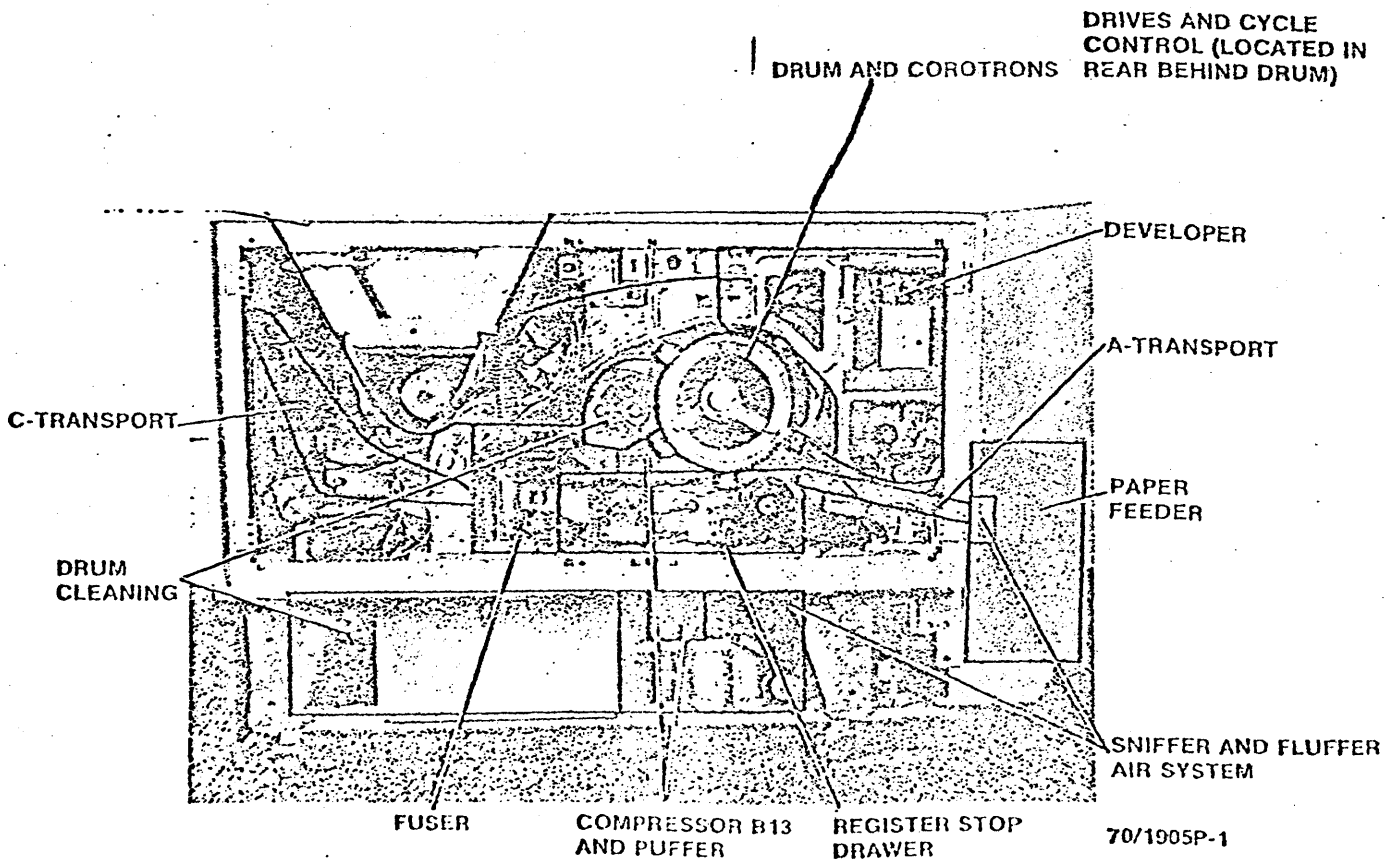 DRIVES AND CYCLE
CONTROL (LOCATED IN
REAR BEHIND DRUM)
DRUM AND COROTRONS
DEVELOPER
A-TRANSPORT
C-TRANSPORT
PAPER
FEEDER
DRUM
CLEANING
SNIFFER AND FLUFFER
AIR SYSTEM
FUSER
COMPRESSOR B13
AND PUFFER
REGISTER STOP
DRAWER
70/1905P-1